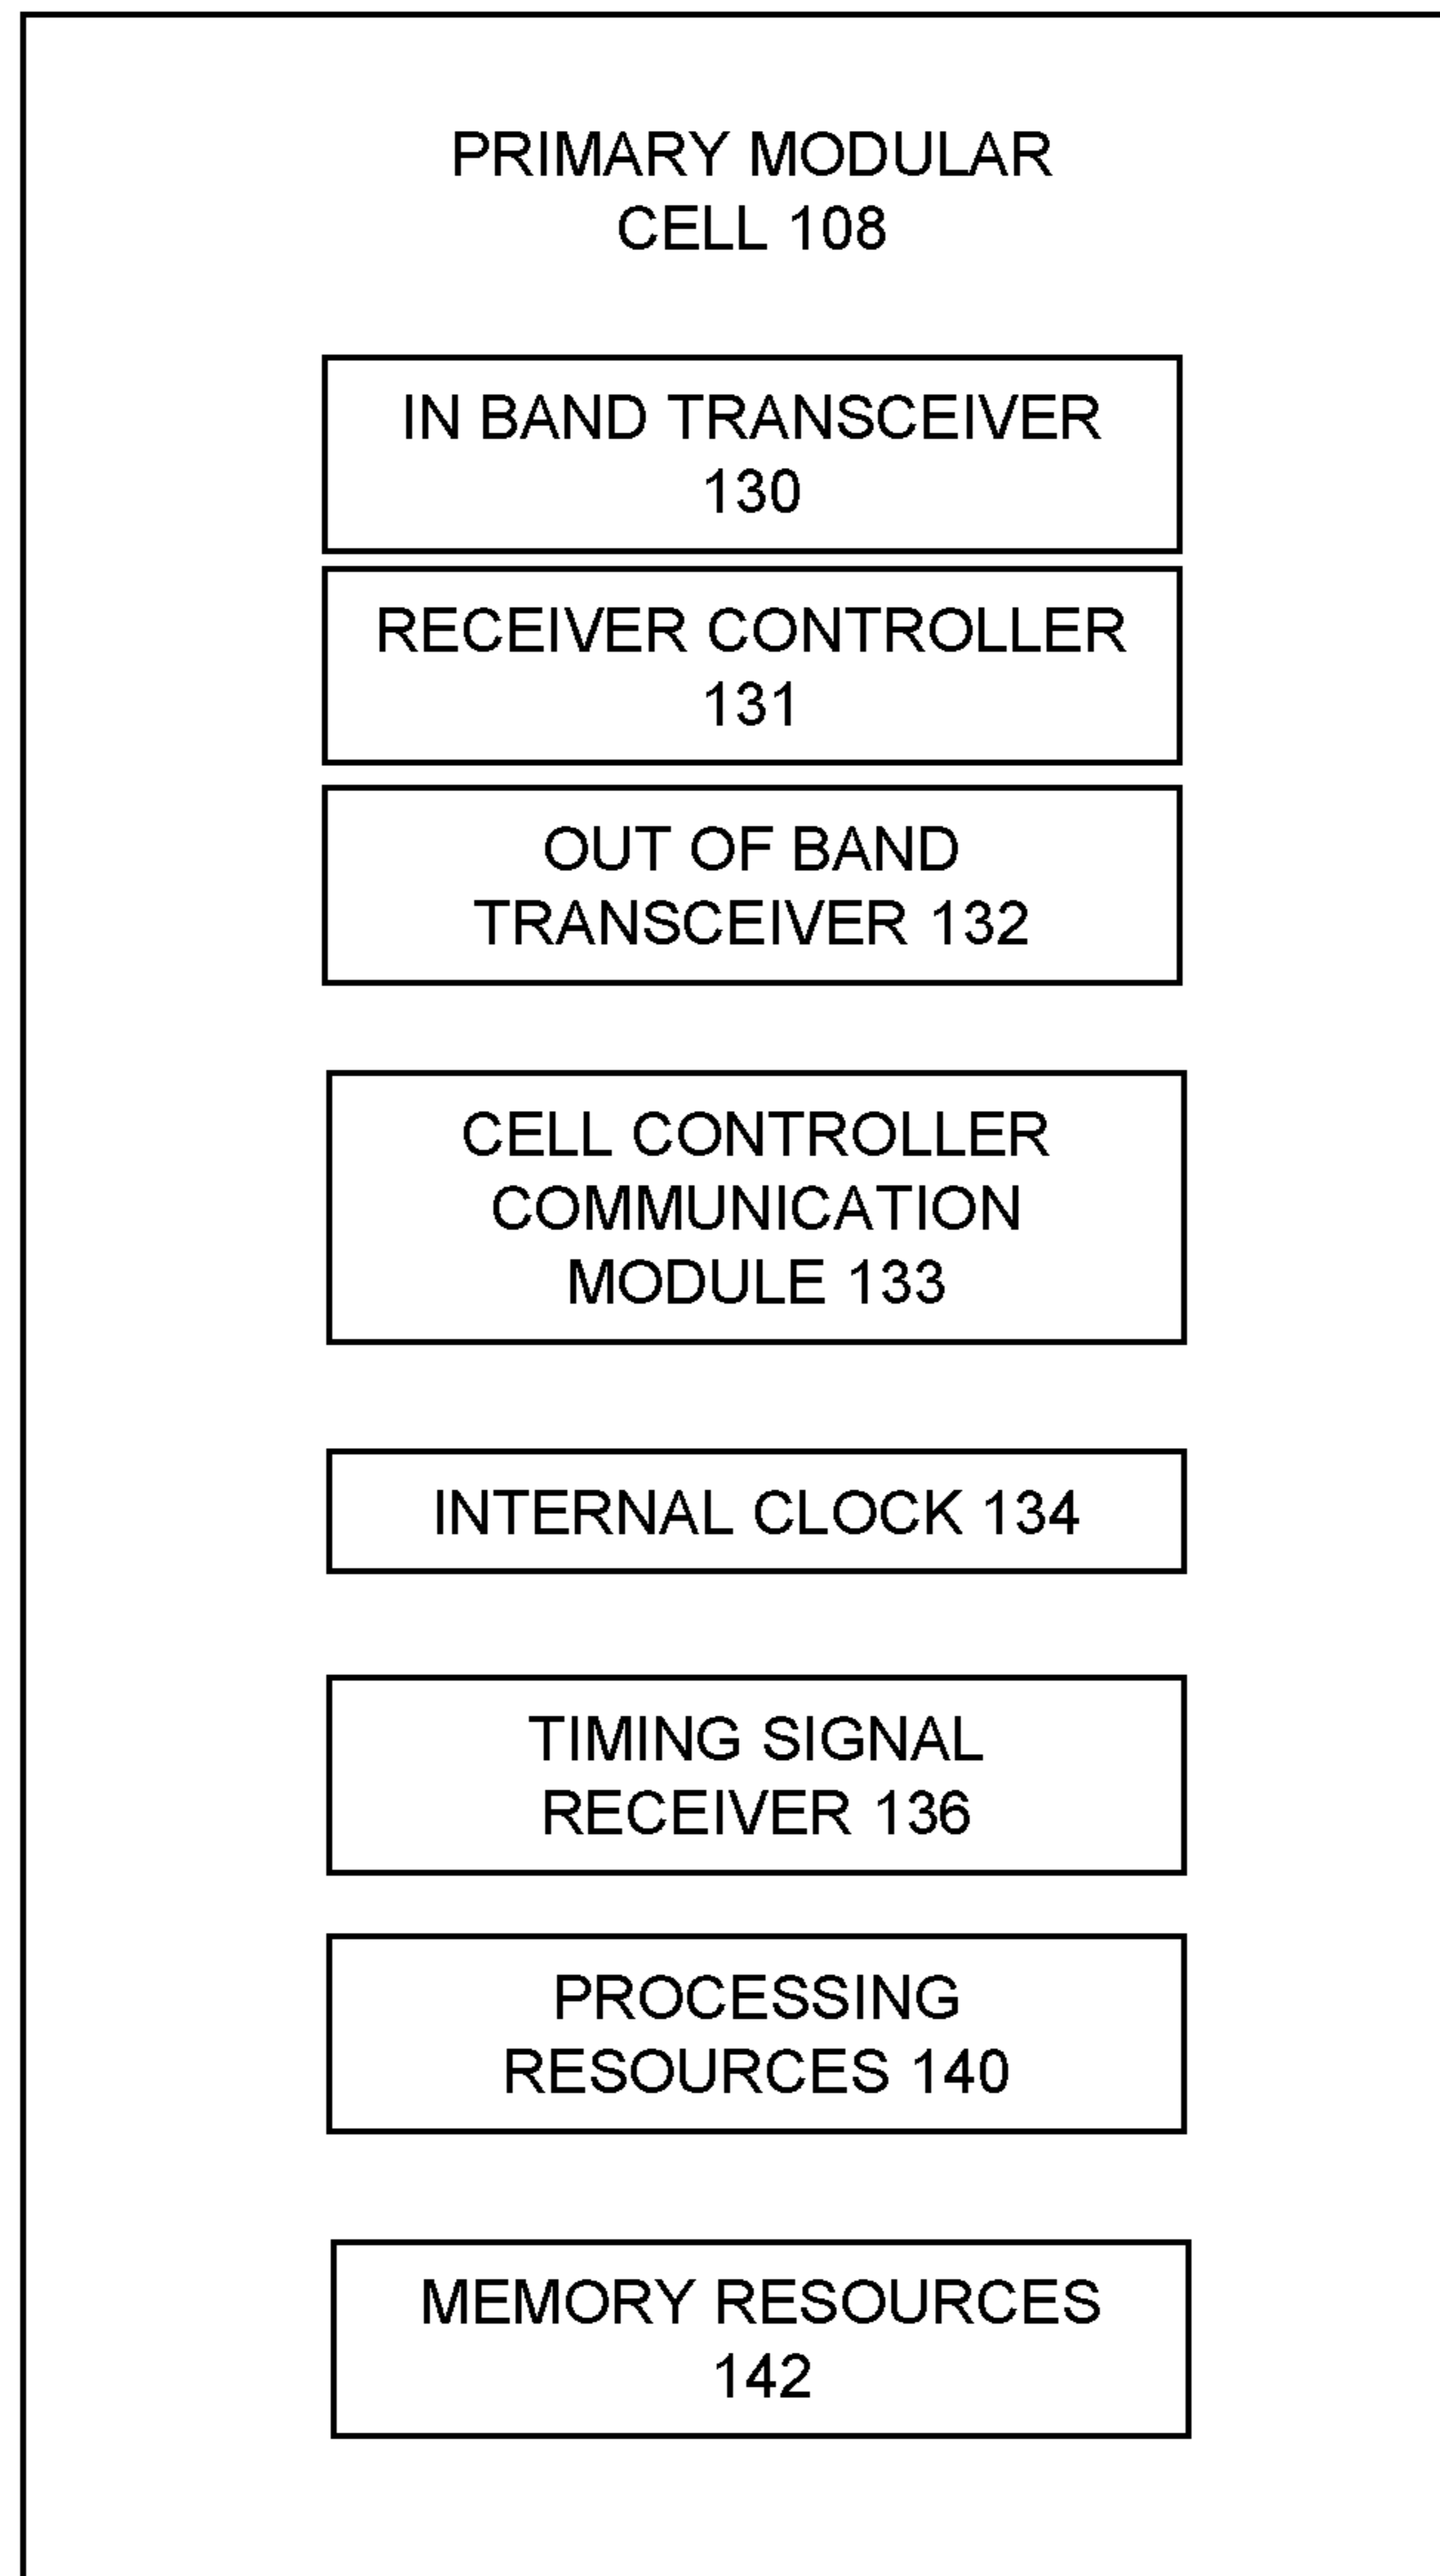 PRIMARY MODULAR
CELL 108
IN BAND TRANSCEIVER
130
RECEIVER CONTROLLER
131
OUT OF BAND
TRANSCEIVER 132
CELL CONTROLLER
COMMUNICATION
MODULE 133
INTERNAL CLOCK 134
TIMING SIGNAL
RECEIVER 136
PROCESSING
RESOURCES 140
MEMORY RESOURCES
142